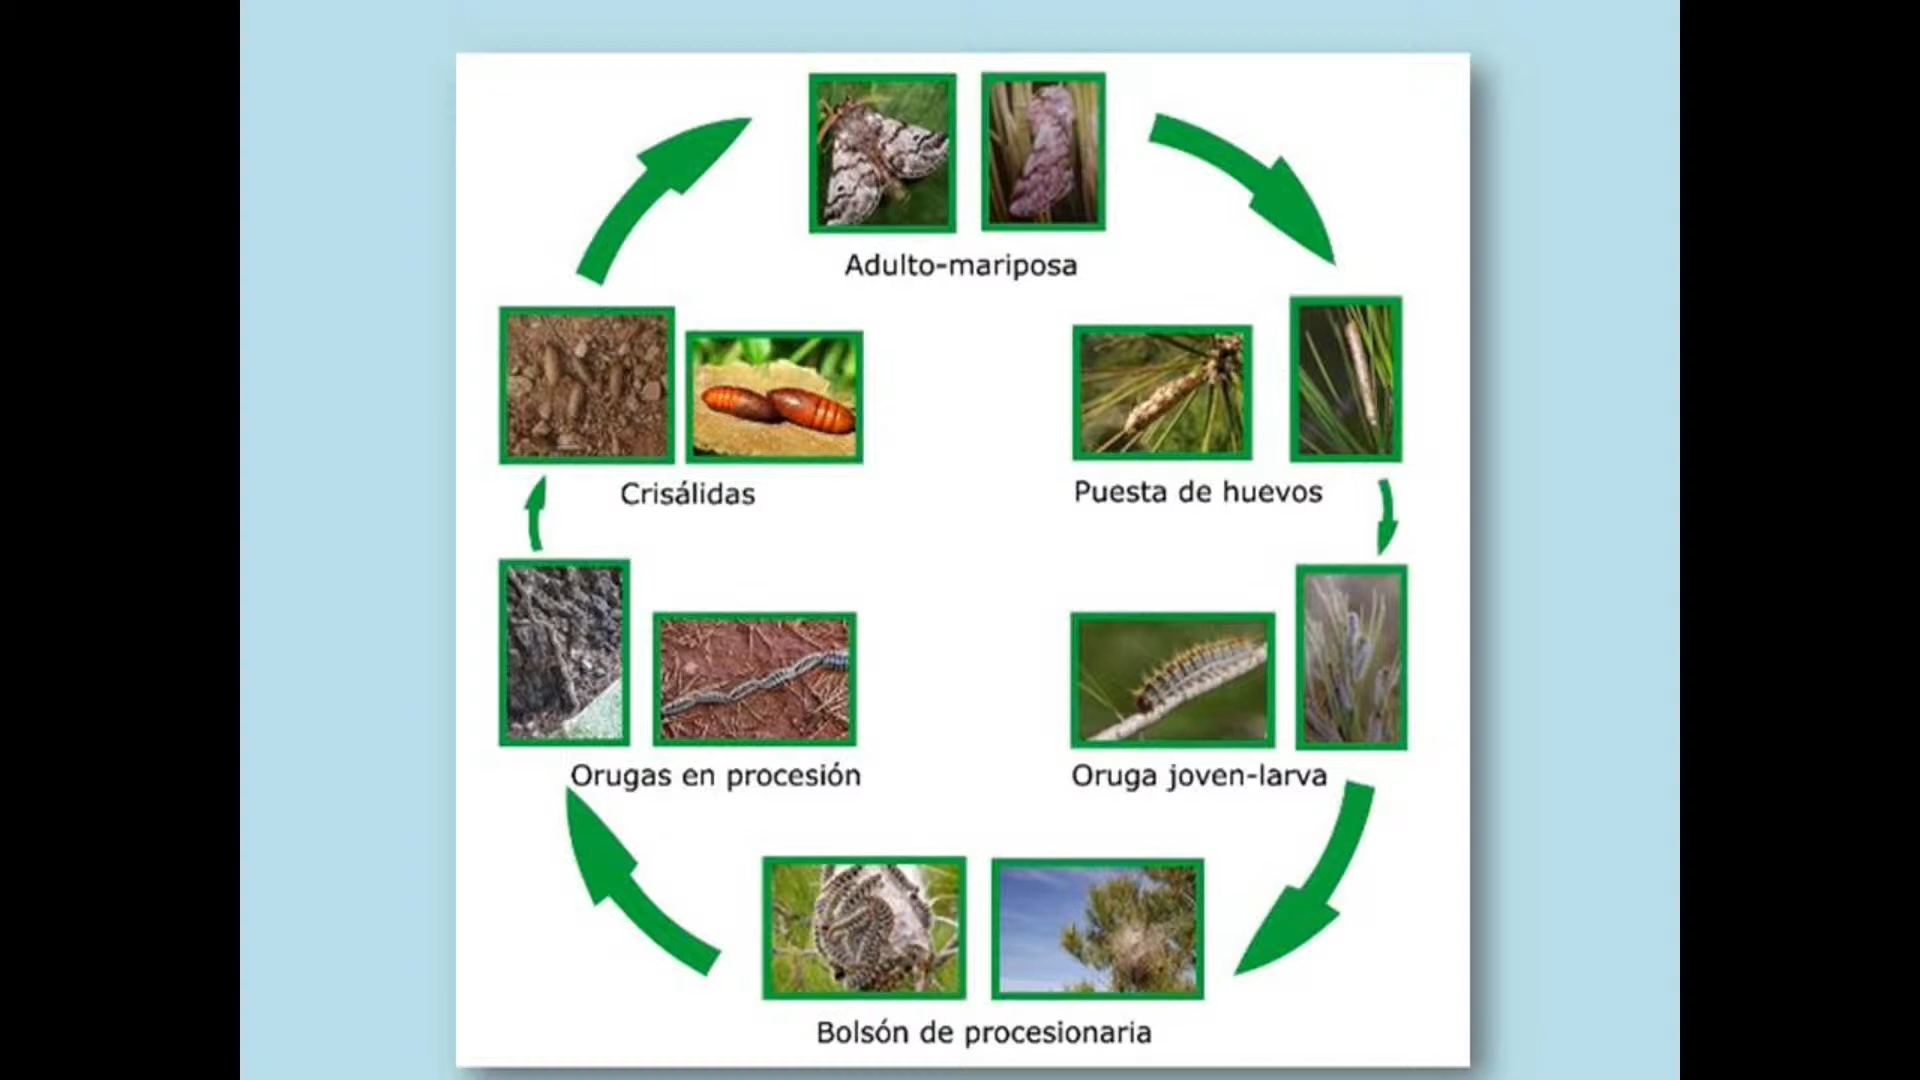 Adulto-mariposa
Crisálidas
Puesta de huevos
Orugas en procesión
Oruga joven-larva
Bolsón de procesionaria